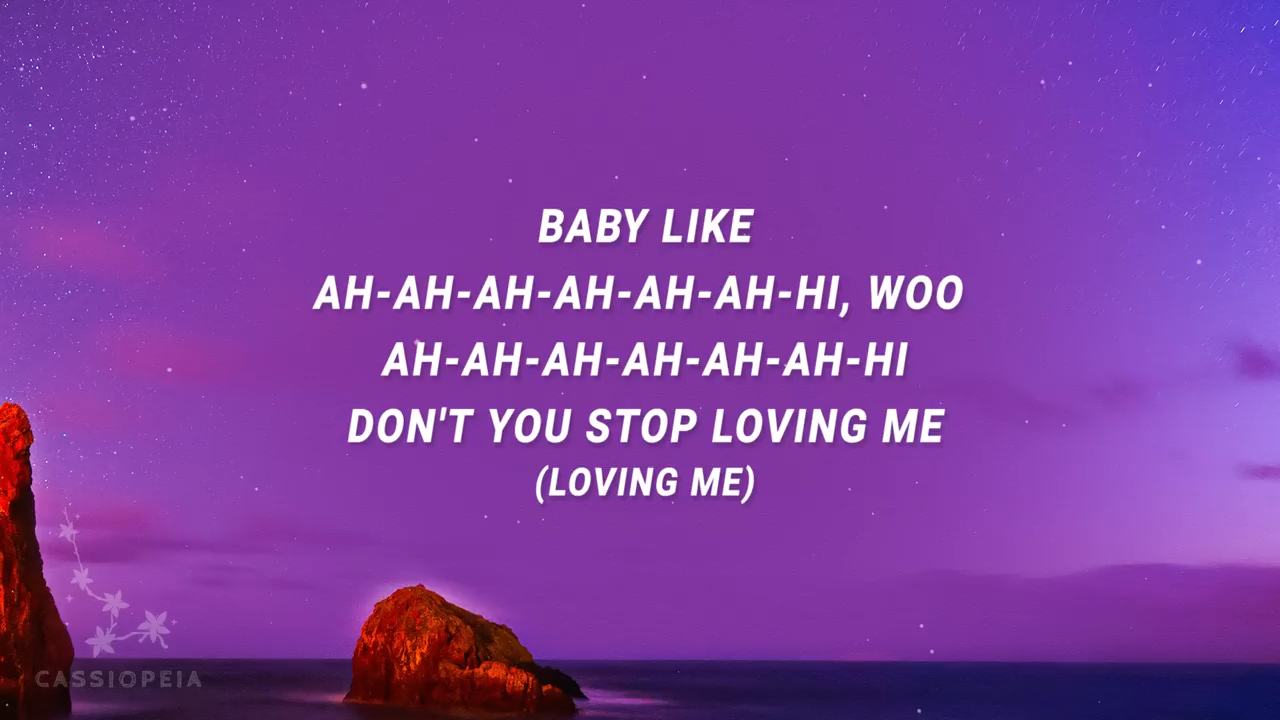 BABY LIKE
AH-AH-AH-AH-AH-AH-HI, WOO
AH-AH-AH-AH-AH-AH-HI
DON'T YOU STOP LOVING ME
(LOVING ME)
CASSIOPEIA